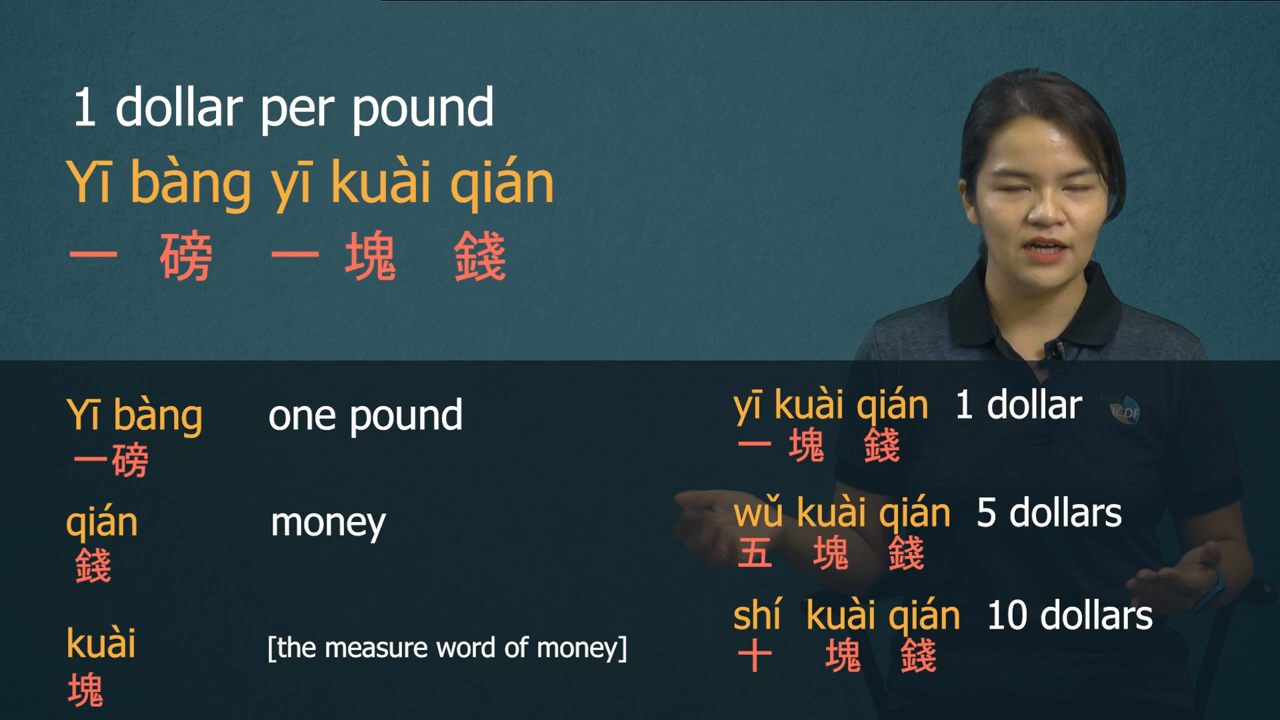 1 dollar per pound
Yī bàng yī kuài qián
一 磅 一 塊 錢
Yī bàng one pound
一磅
qián money
錢
kuài [the measure word of money]
塊
yī kuài qián 1 dollar
一 塊 錢
wǔ kuài qián 5 dollars
五 塊 錢
shí kuài qián 10 dollars
十 塊 錢
ICDF